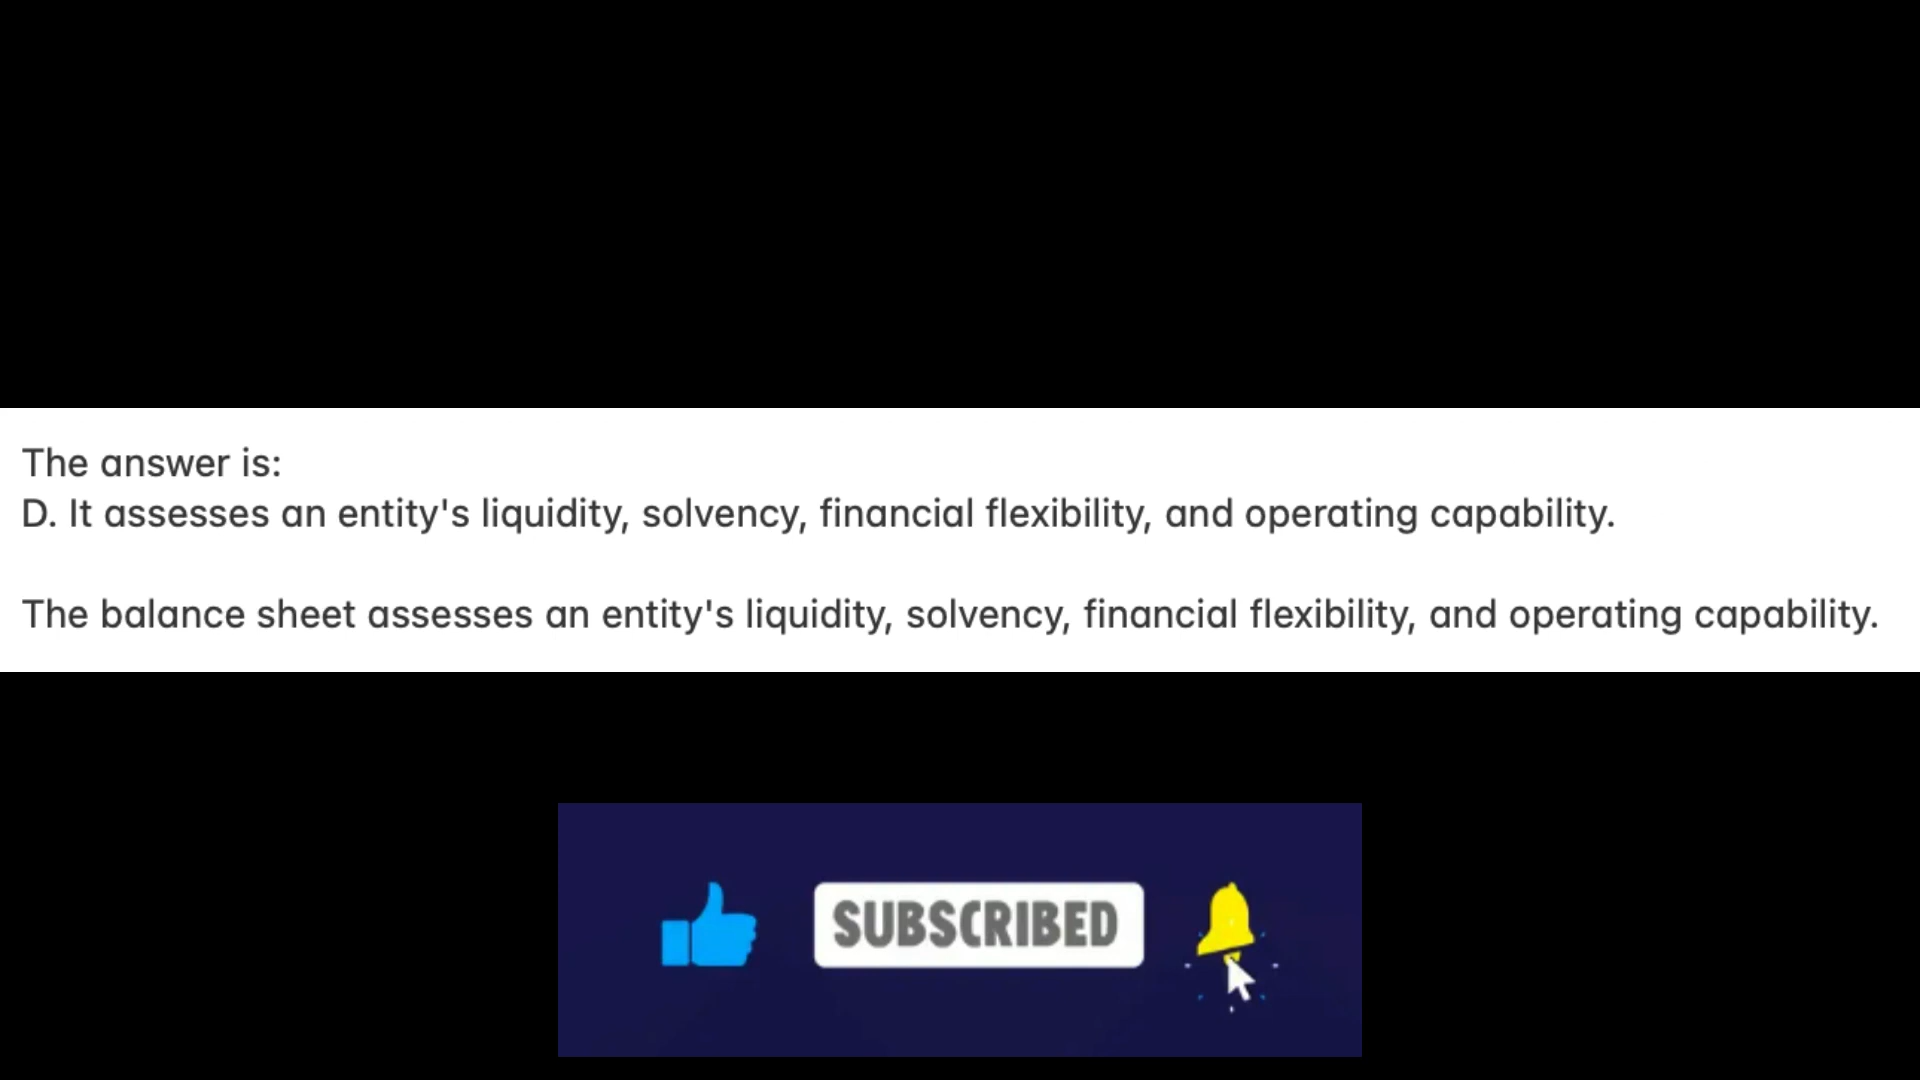 The answer is:
D. It assesses an entity's liquidity, solvency, financial flexibility, and operating capability.
The balance sheet assesses an entity's liquidity, solvency, financial flexibility, and operating capability.
SUBSCRIBED